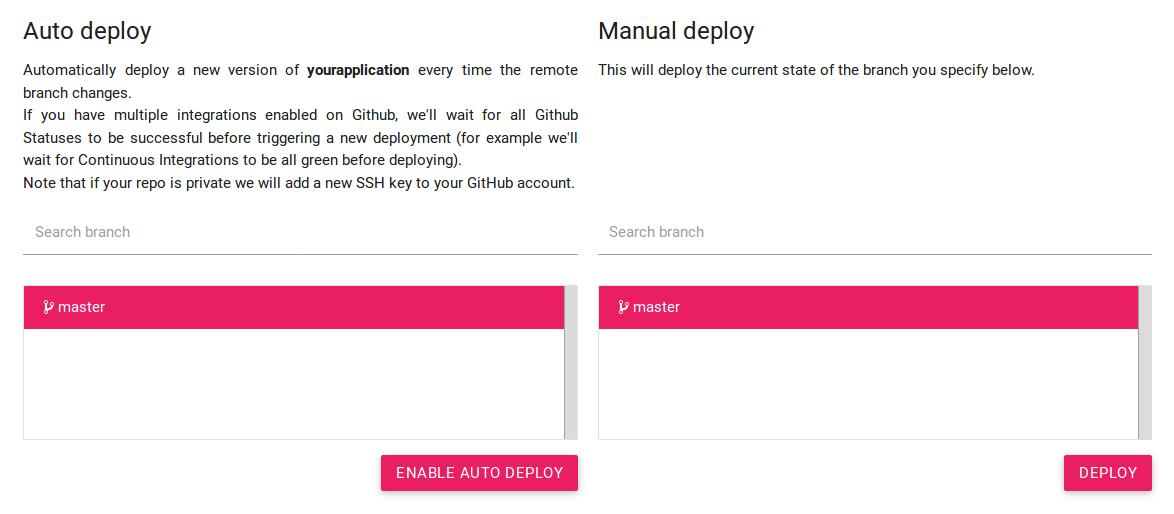 Auto deploy
Automatically deploy a new version of yourapplication every time the remote
branch changes.
If you have multiple integrations enabled on Github, we'll wait for all Github
Statuses to be successful before triggering a new deployment (for example we'll
wait for Continuous Integrations to be all green before deploying).
Note that if your repo is private we will add a new SSH key to your GitHub account.
Search branch
master
ENABLE AUTO DEPLOY
Manual deploy
This will deploy the current state of the branch you specify below.
Search branch
master
DEPLOY